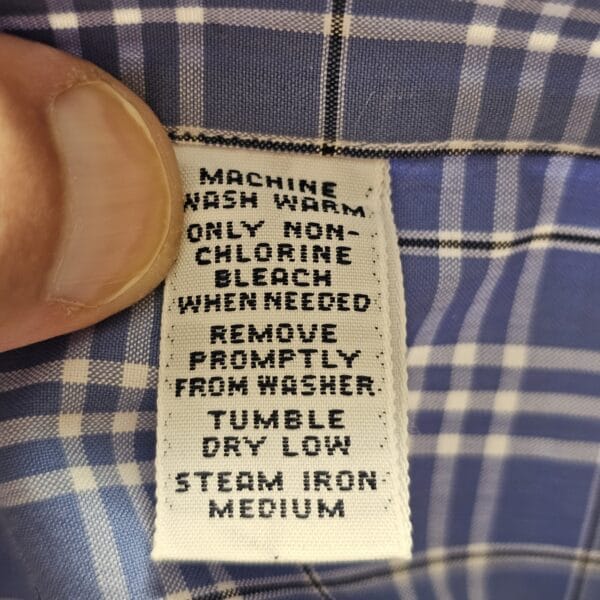 MACHINE
WASH WARM
ONLY NON-
CHLORINE
BLEACH
WHEN NEEDED
REMOVE
PROMPTLY
FROM WASHER
TUMBLE
DRY LOW
STEAM IRON
MEDIUM